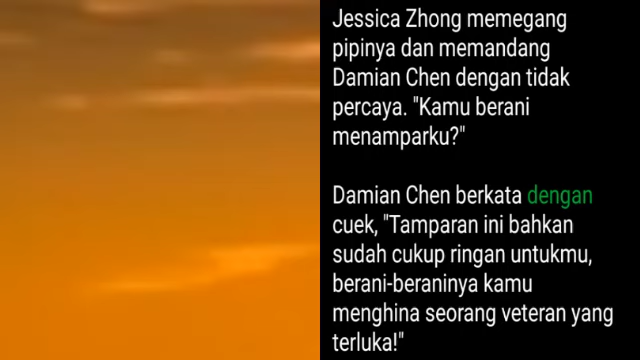 Jessica Zhong memegang
pipinya dan memandang
Damian Chen dengan tidak
percaya. "Kamu berani
menamparku?"
Damian Chen berkata dengan
cuek, "Tamparan ini bahkan
sudah cukup ringan untukmu,
berani-beraninya kamu
menghina seorang veteran yang
terluka!"